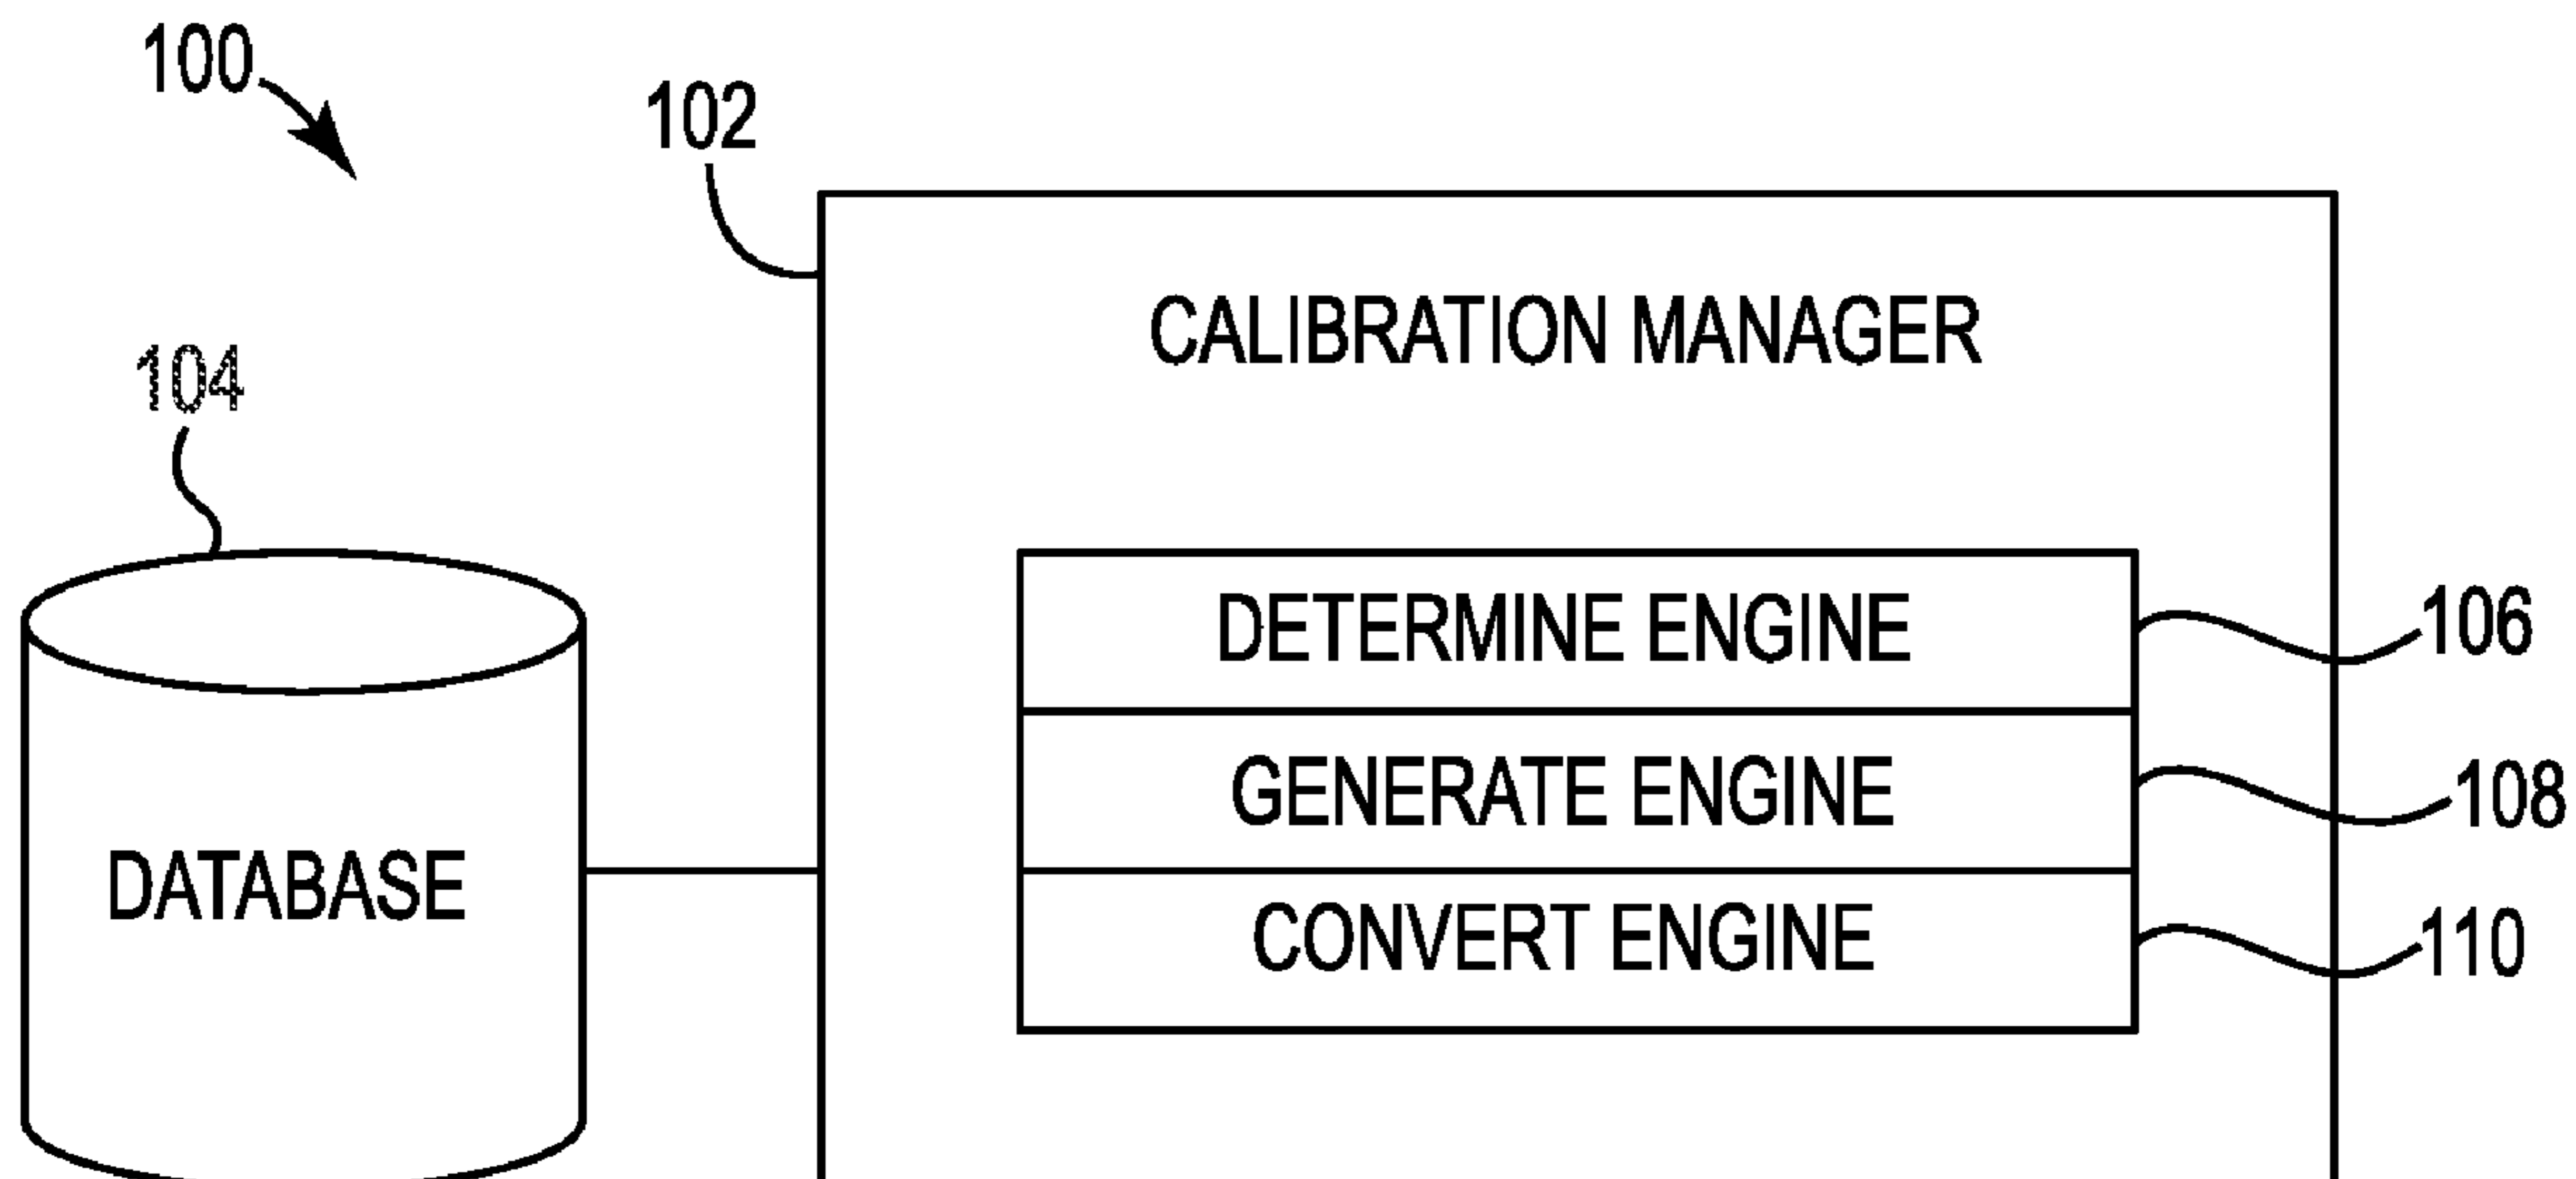 100
102
CALIBRATION MANAGER
104
DETERMINE ENGINE
106
GENERATE ENGINE
108
DATABASE
CONVERT ENGINE
110